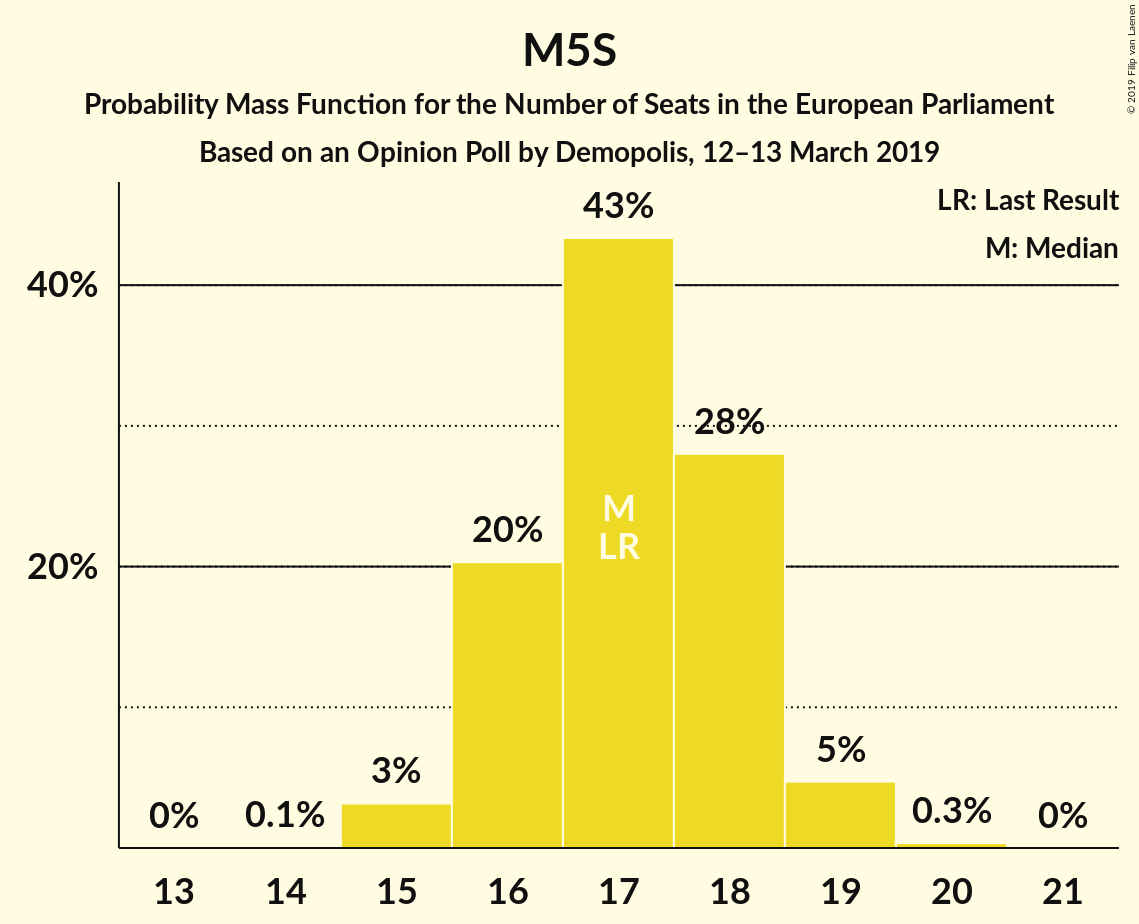 M5S
Probability Mass Function for the Number of Seats in the European Parliament
Based on an Opinion Poll by Demopolis, 12–13 March 2019
© 2019 Filip van Laenen
LR: Last Result
M: Median
40%
20%
0%
0.1%
3%
20%
43%
28%
5%
0.3%
0%
M
LR
13 14 15 16 17 18 19 20 21